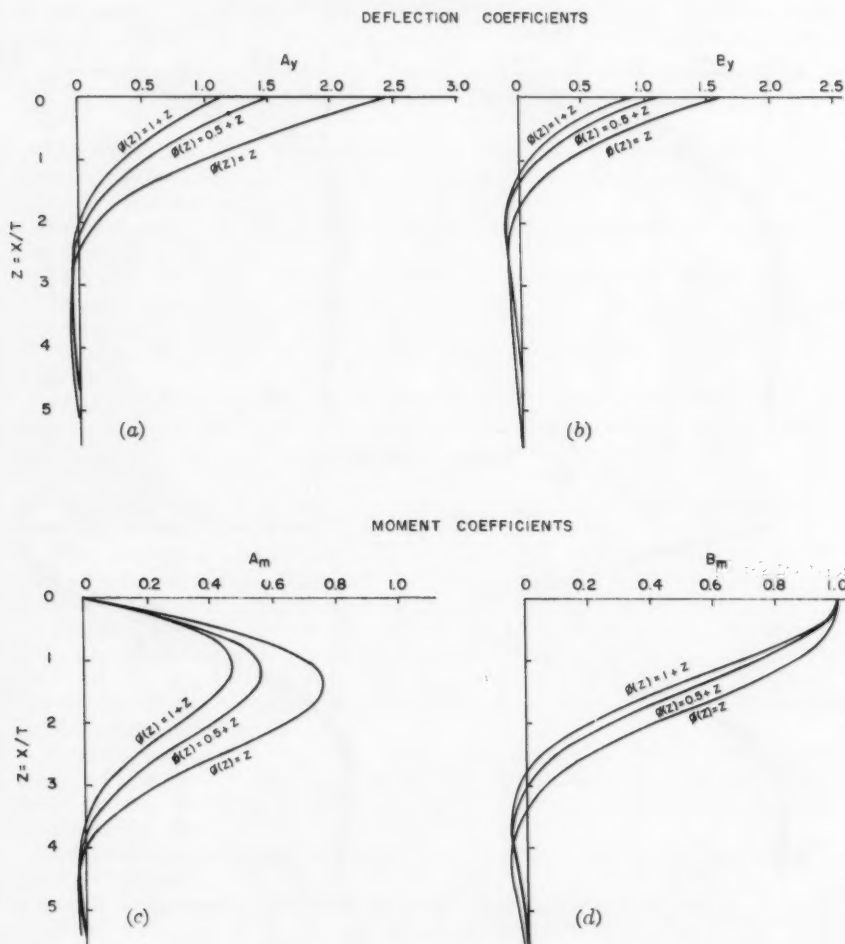 DEFLECTION COEFFICIENTS
Ay
0.5 1.0 1.5 2.0 2.5 3.0
0
1
2
3
4
5
Z = X/T
ø(Z)=1+Z
ø(Z)=0.5+Z
ø(Z)=Z
(a)
By
0 0.5 1.0 1.5 2.0 2.5
ø(Z)=1+Z
ø(Z)=0.5+Z
ø(Z)=Z
(b)
MOMENT COEFFICIENTS
Am
0 0.2 0.4 0.6 0.8 1.0
0
1
2
3
4
5
Z = X/T
ø(Z)=1+Z
ø(Z)=0.5+Z
ø(Z)=Z
(c)
Bm
0 0.2 0.4 0.6 0.8 1.0
ø(Z)=1+Z
ø(Z)=0.5+Z
ø(Z)=Z
(d)